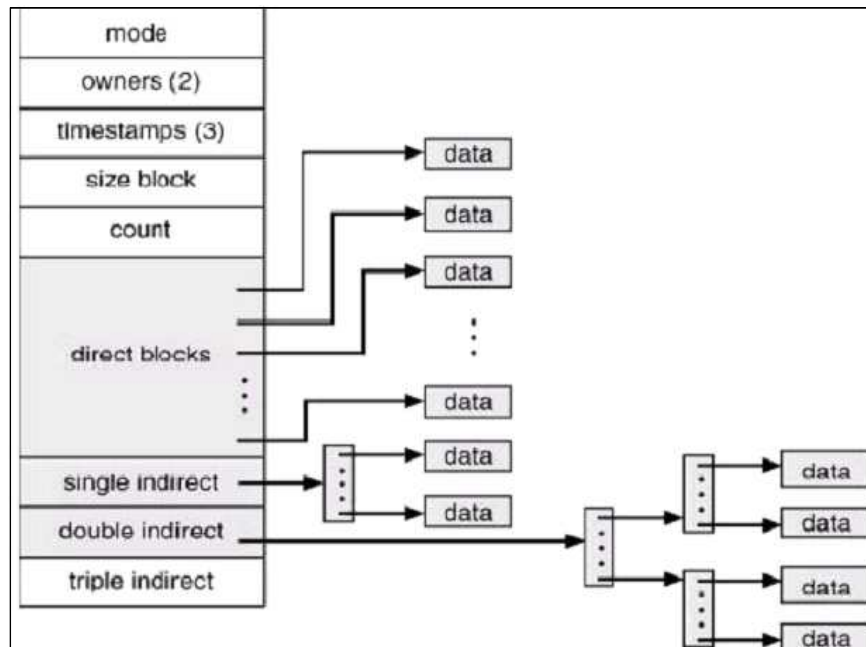 mode
owners (2)
timestamps (3)
size block
count
direct blocks
single indirect
double indirect
triple indirect
data
data
data
data
data
data
data
data
data
data